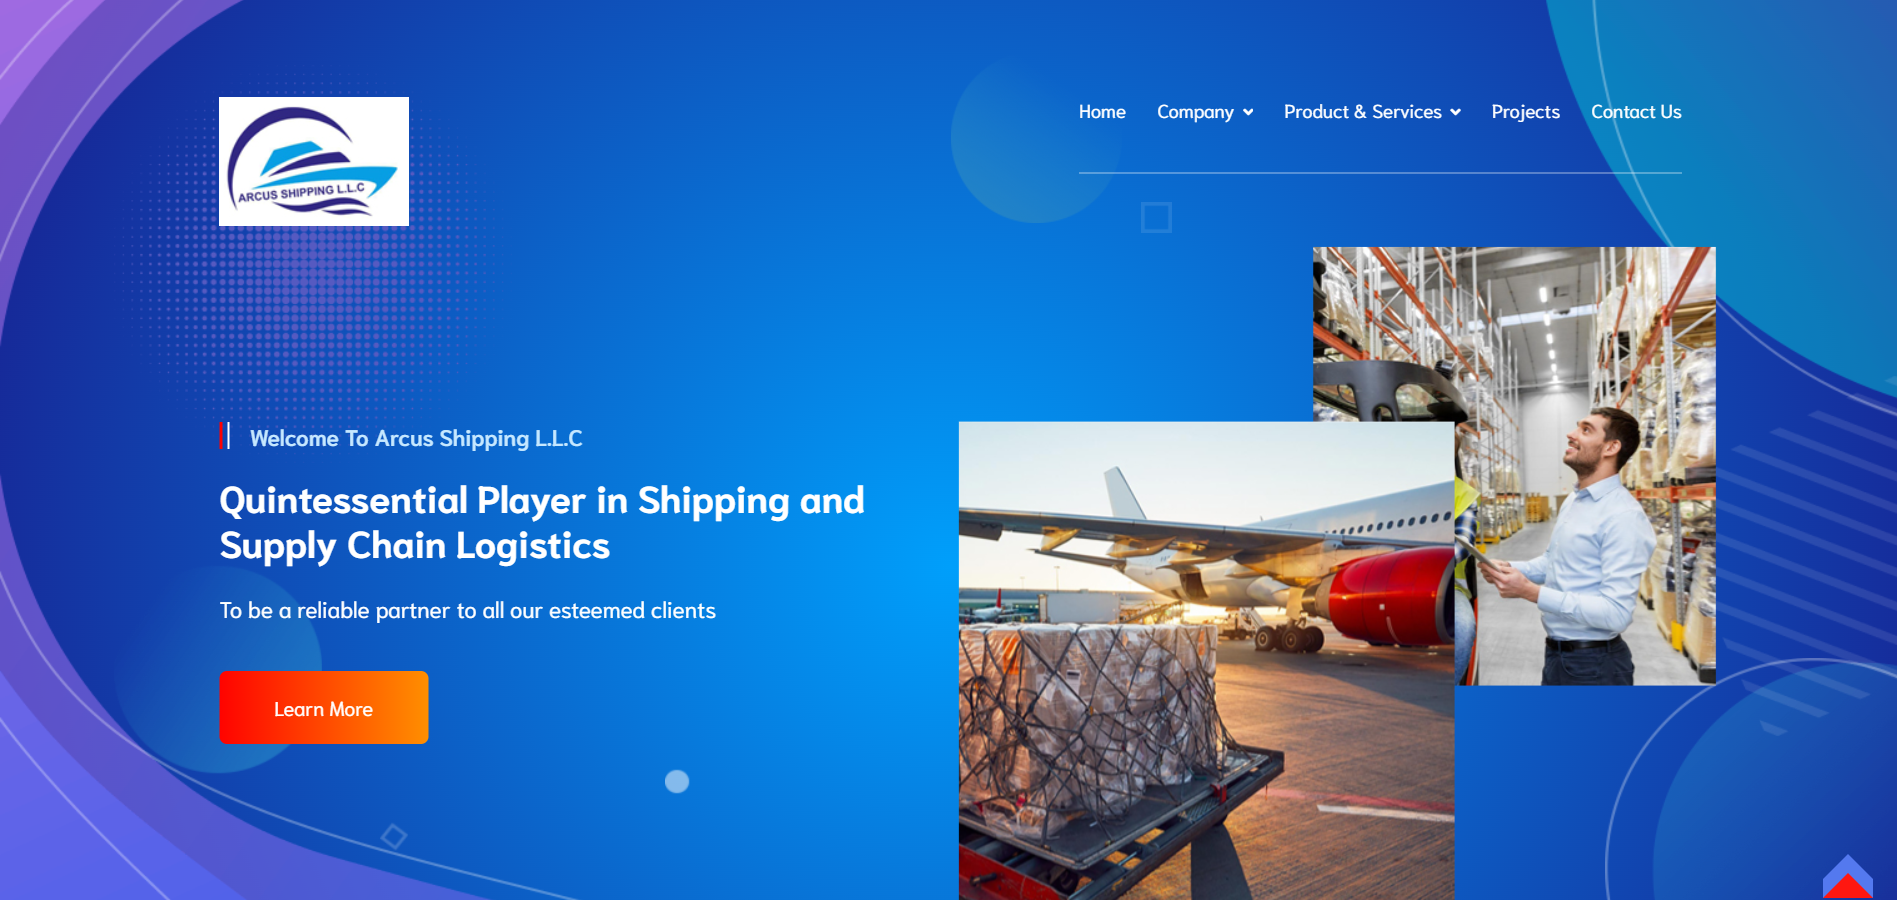 ARCUS SHIPPING L.L.C
Home Company Product & Services Projects Contact Us
Welcome To Arcus Shipping L.L.C
Quintessential Player in Shipping and
Supply Chain Logistics
To be a reliable partner to all our esteemed clients
Learn More